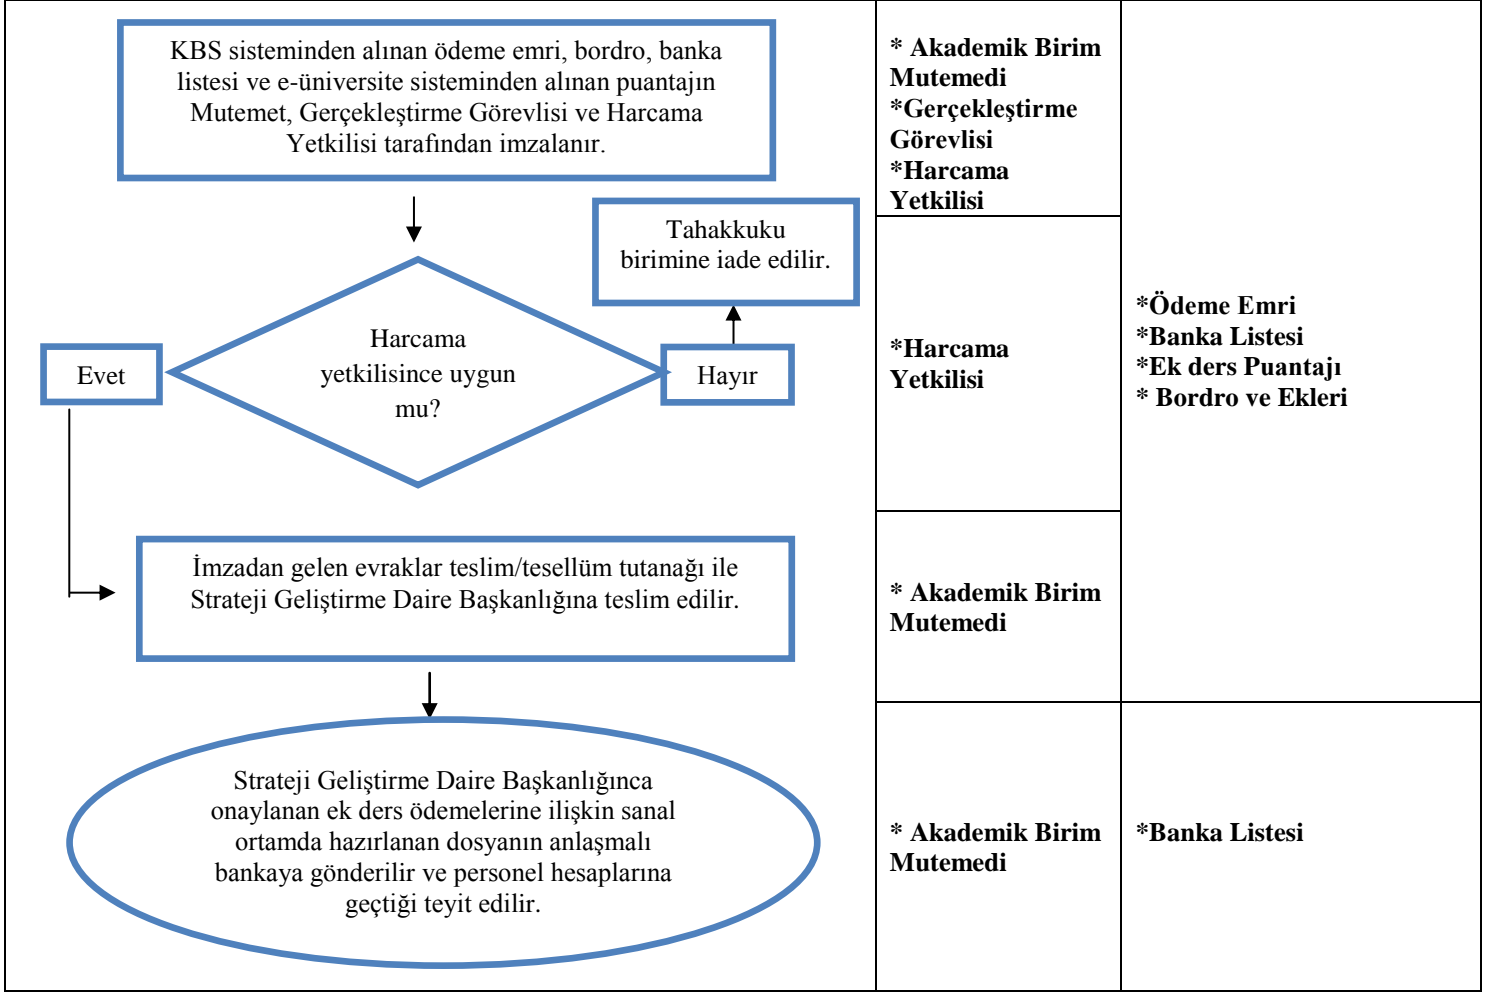 KBS sisteminden alınan ödeme emri, bordro, banka
listesi ve e-üniversite sisteminden alınan puantajın
Mutemet, Gerçekleştirme Görevlisi ve Harcama
Yetkilisi tarafından imzalanır.
* Akademik Birim
Mutemedi
*Gerçekleştirme
Görevlisi
*Harcama
Yetkilisi
Tahakkuku
birimine iade edilir.
Harcama
yetkilisince uygun
mu?
Evet
Hayır
*Harcama
Yetkilisi
*Ödeme Emri
*Banka Listesi
*Ek ders Puantajı
* Bordro ve Ekleri
İmzadan gelen evraklar teslim/tesellüm tutanağı ile
Strateji Geliştirme Daire Başkanlığına teslim edilir.
* Akademik Birim
Mutemedi
Strateji Geliştirme Daire Başkanlığınca
onaylanan ek ders ödemelerine ilişkin sanal
ortamda hazırlanan dosyanın anlaşmalı
bankaya gönderilir ve personel hesaplarına
geçtiği teyit edilir.
* Akademik Birim
Mutemedi
*Banka Listesi